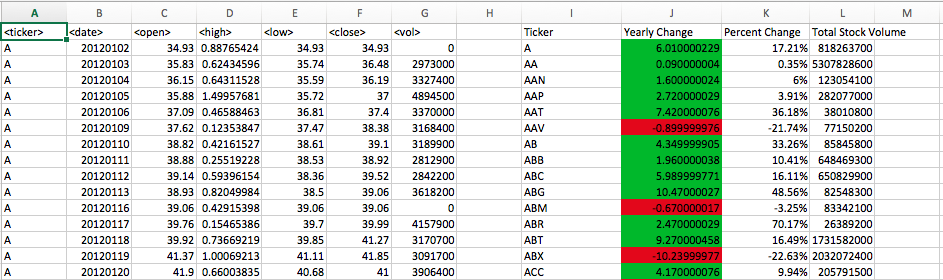 A B C D E F G H I J K L M
<ticker> <date> <open> <high> <low> <close> <vol> Ticker Yearly Change Percent Change Total Stock Volume
A 20120102 34.93 0.88765424 34.93 34.93 0 A 6.010000229 17.21% 818263700
A 20120103 35.83 0.62434596 35.74 36.48 2973000 AA 0.090000004 0.35% 5307828600
A 20120104 36.15 0.64311528 35.59 36.19 3327400 AAN 1.600000024 6% 123054100
A 20120105 35.88 1.49957681 35.72 37 4894500 AAP 2.720000029 3.91% 282077000
A 20120106 37.09 0.46588463 36.81 37.4 3370000 AAT 7.420000076 36.18% 38010800
A 20120109 37.62 0.12353847 37.47 38.38 3168400 AAV -0.899999976 -21.74% 77150200
A 20120110 38.82 0.42161527 38.61 39.1 3189900 AB 4.349999905 33.26% 85845800
A 20120111 38.88 0.25519228 38.53 38.92 2812900 ABB 1.960000038 10.41% 648469300
A 20120112 39.14 0.59396154 38.36 39.52 2842200 ABC 5.989999771 16.11% 650829900
A 20120113 38.93 0.82049984 38.5 39.06 3618200 ABG 10.47000027 48.56% 82548300
A 20120116 39.06 0.42915398 39.06 39.06 0 ABM -0.670000017 -3.25% 83342100
A 20120117 39.76 0.15465386 39.7 39.99 4157900 ABR 2.470000029 70.17% 26389200
A 20120118 39.92 0.73669219 39.85 41.27 3170700 ABT 9.270000458 16.49% 1731582000
A 20120119 41.37 1.00069213 41.11 41.85 3091700 ABX -10.23999977 -22.63% 2032072400
A 20120120 41.9 0.66003835 40.68 41 3906400 ACC 4.170000076 9.94% 205791500